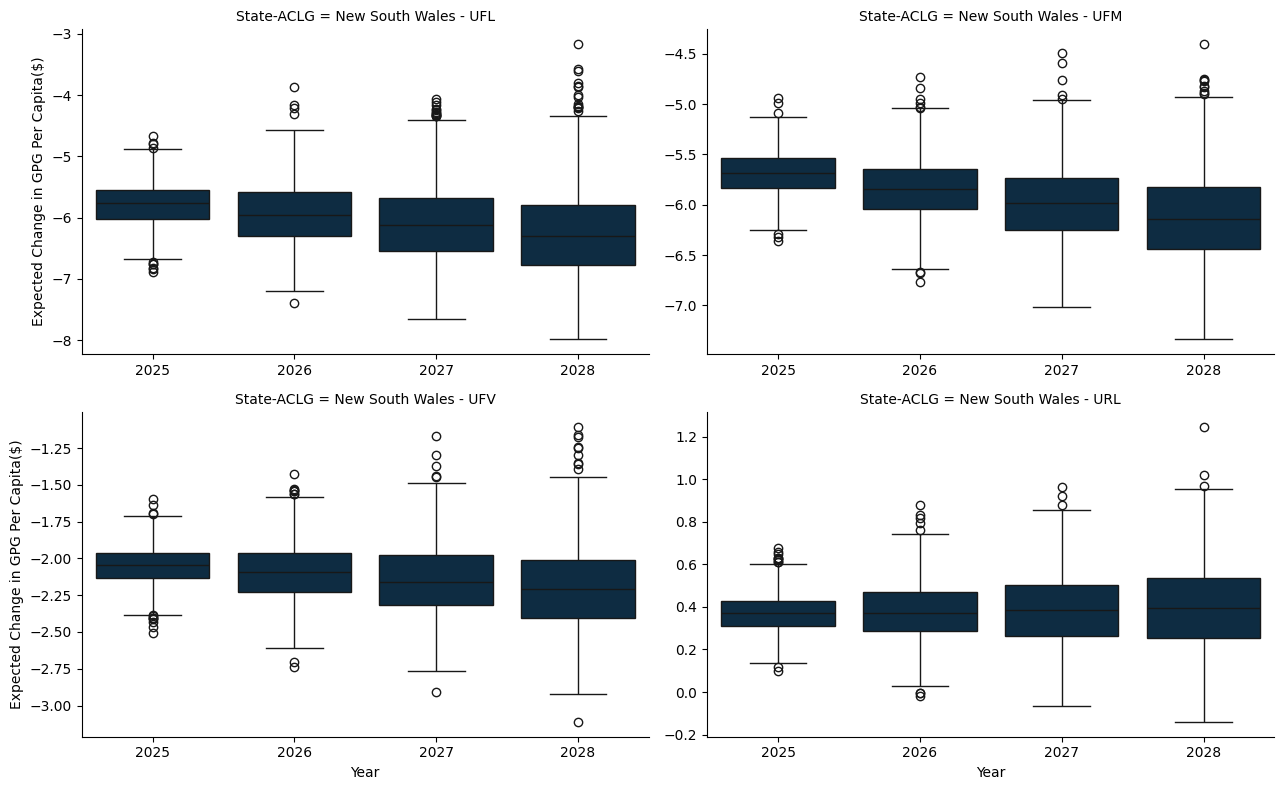 State-ACLG = New South Wales - UFL
Expected Change in GPG Per Capita($)
−3
−4
−5
−6
−7
−8
2025 2026 2027 2028
State-ACLG = New South Wales - UFM
−4.5
−5.0
−5.5
−6.0
−6.5
−7.0
2025 2026 2027 2028
State-ACLG = New South Wales - UFV
Expected Change in GPG Per Capita($)
−1.25
−1.50
−1.75
−2.00
−2.25
−2.50
−2.75
−3.00
2025 2026 2027 2028
Year
State-ACLG = New South Wales - URL
1.2
1.0
0.8
0.6
0.4
0.2
0.0
−0.2
2025 2026 2027 2028
Year